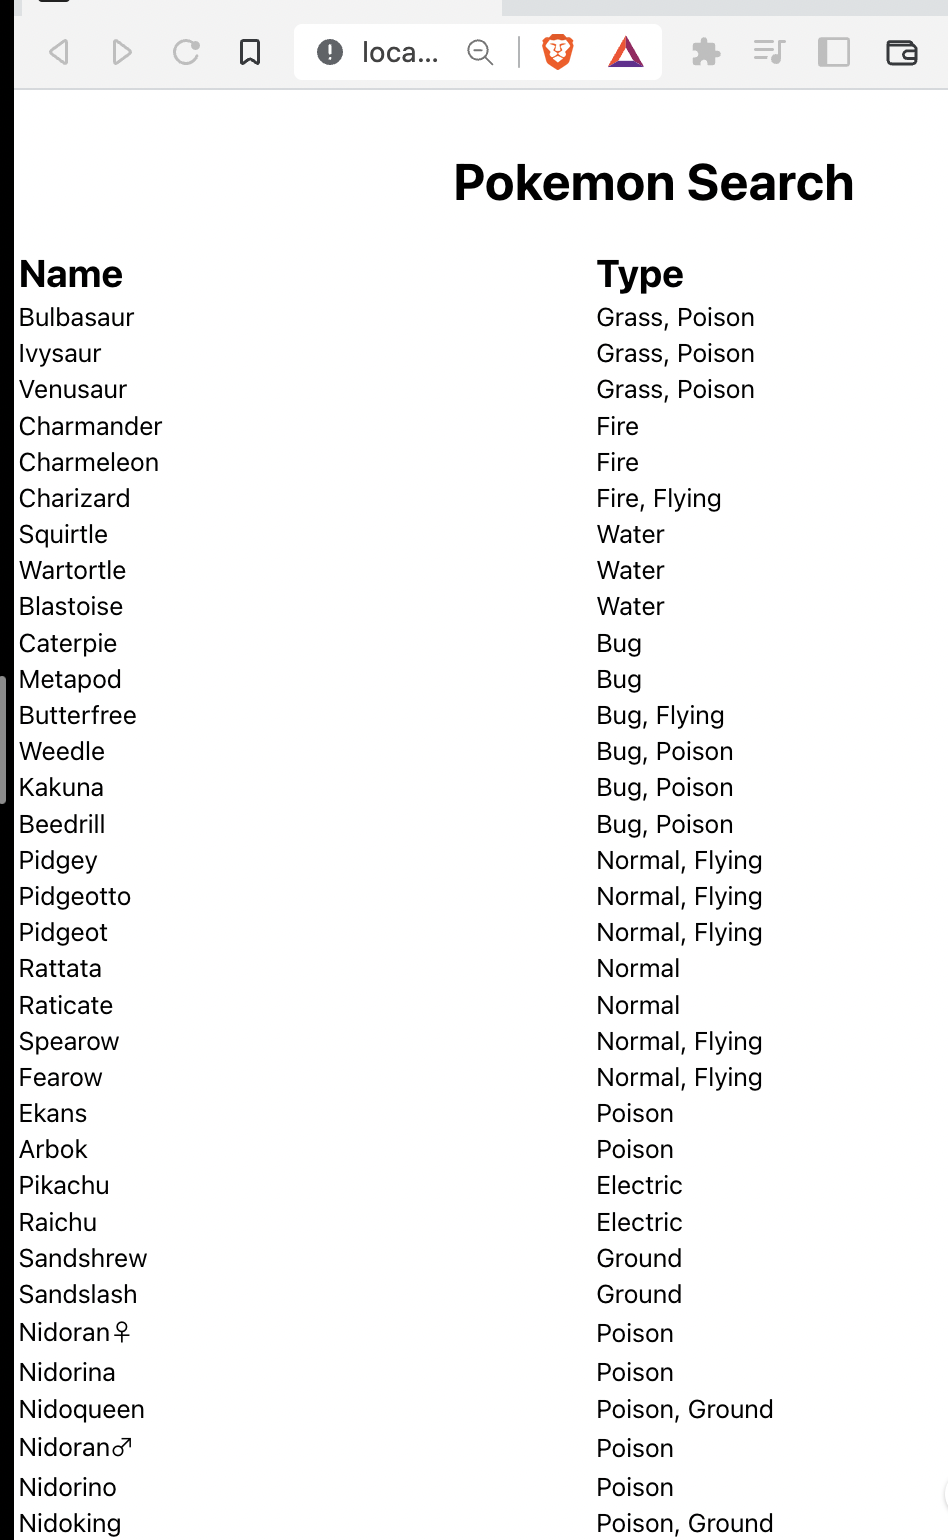 loca...
Pokemon Search
Name Type
Bulbasaur Grass, Poison
Ivysaur Grass, Poison
Venusaur Grass, Poison
Charmander Fire
Charmeleon Fire
Charizard Fire, Flying
Squirtle Water
Wartortle Water
Blastoise Water
Caterpie Bug
Metapod Bug
Butterfree Bug, Flying
Weedle Bug, Poison
Kakuna Bug, Poison
Beedrill Bug, Poison
Pidgey Normal, Flying
Pidgeotto Normal, Flying
Pidgeot Normal, Flying
Rattata Normal
Raticate Normal
Spearow Normal, Flying
Fearow Normal, Flying
Ekans Poison
Arbok Poison
Pikachu Electric
Raichu Electric
Sandshrew Ground
Sandslash Ground
Nidoran♀ Poison
Nidorina Poison
Nidoqueen Poison, Ground
Nidoran♂ Poison
Nidorino Poison
Nidoking Poison, Ground